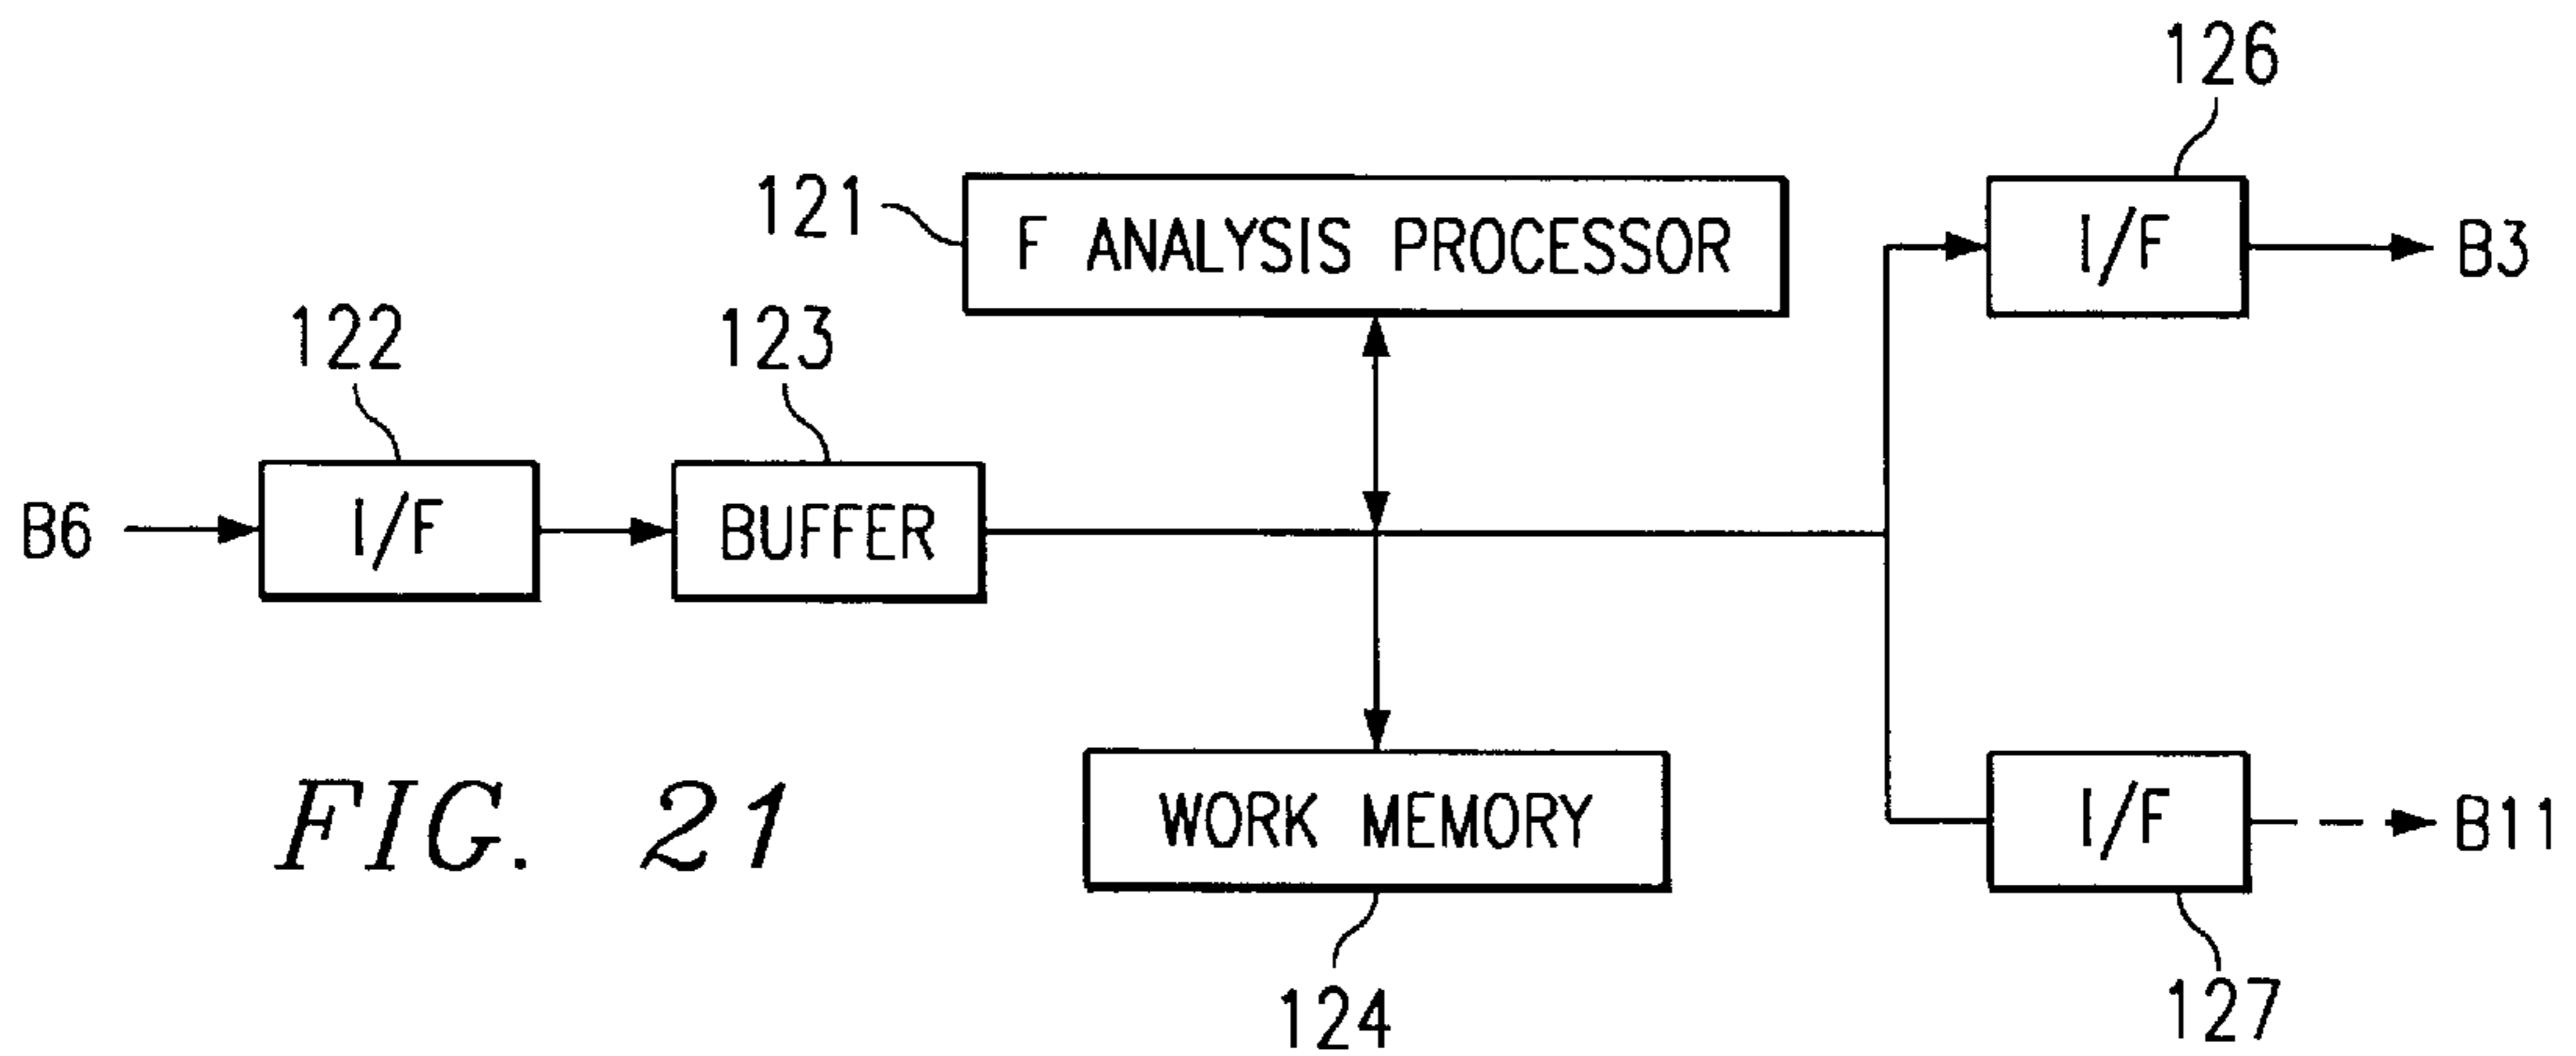 126
121
F ANALYSIS PROCESSOR
I/F
B3
122
123
B6
I/F
BUFFER
WORK MEMORY
I/F
B11
FIG. 21
124
127